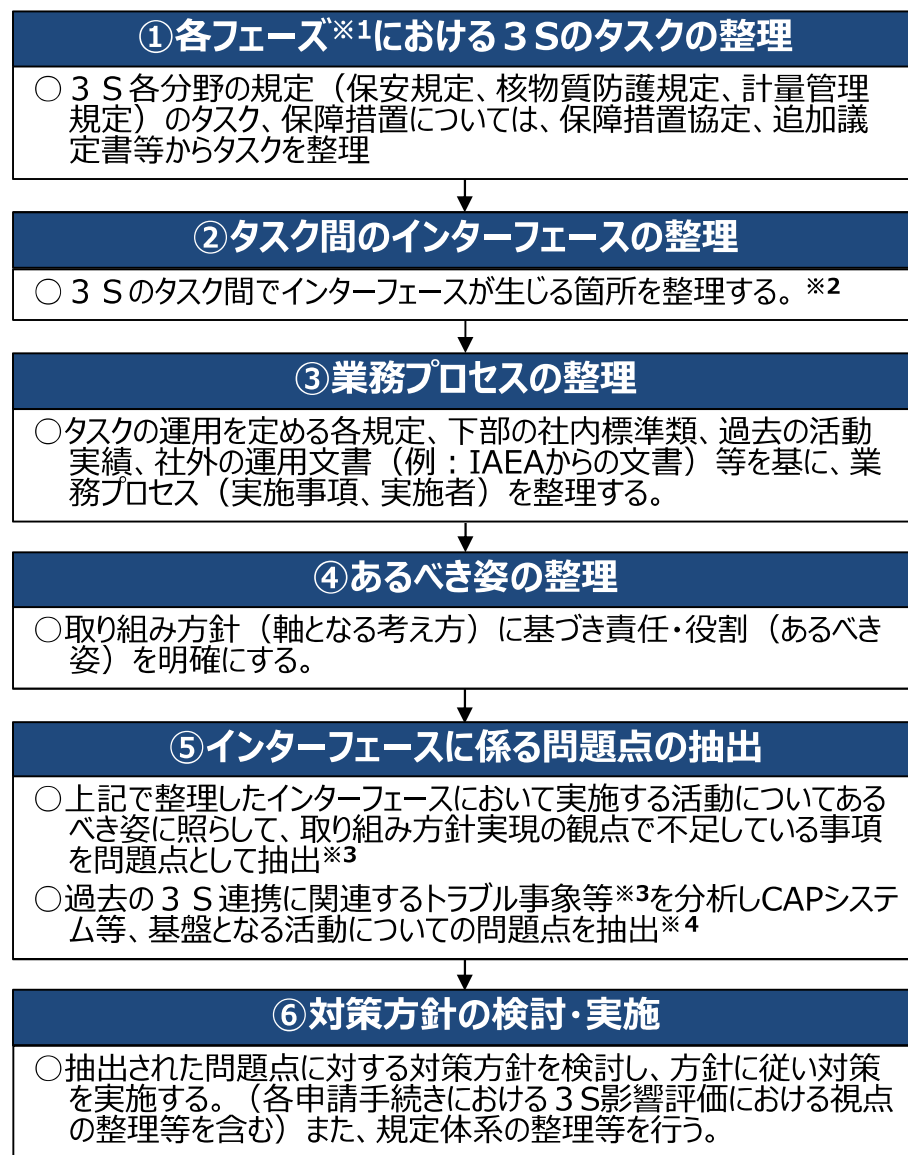 ①各フェーズ※1における３Sのタスクの整理
○３S各分野の規定（保安規定、核物質防護規定、計量管理
規定）のタスク、保障措置については、保障措置協定、追加議
定書等からタスクを整理
②タスク間のインターフェースの整理
○３Sのタスク間でインターフェースが生じる箇所を整理する。※2
③業務プロセスの整理
○タスクの運用を定める各規定、下部の社内標準類、過去の活動
実績、社外の運用文書（例：IAEAからの文書）等を基に、業
務プロセス（実施事項、実施者）を整理する。
④あるべき姿の整理
○取り組み方針（軸となる考え方）に基づき責任・役割（あるべき
姿）を明確にする。
⑤インターフェースに係る問題点の抽出
○上記で整理したインターフェースにおいて実施する活動についてある
べき姿に照らして、取り組み方針実現の観点で不足している事項
を問題点として抽出※3
○過去の３S連携に関連するトラブル事象等※3を分析しCAPシステ
ム等、基盤となる活動についての問題点を抽出※4
⑥対策方針の検討・実施
○抽出された問題点に対する対策方針を検討し、方針に従い対策
を実施する。（各申請手続きにおける３S影響評価における視点
の整理等を含む）また、規定体系の整理等を行う。